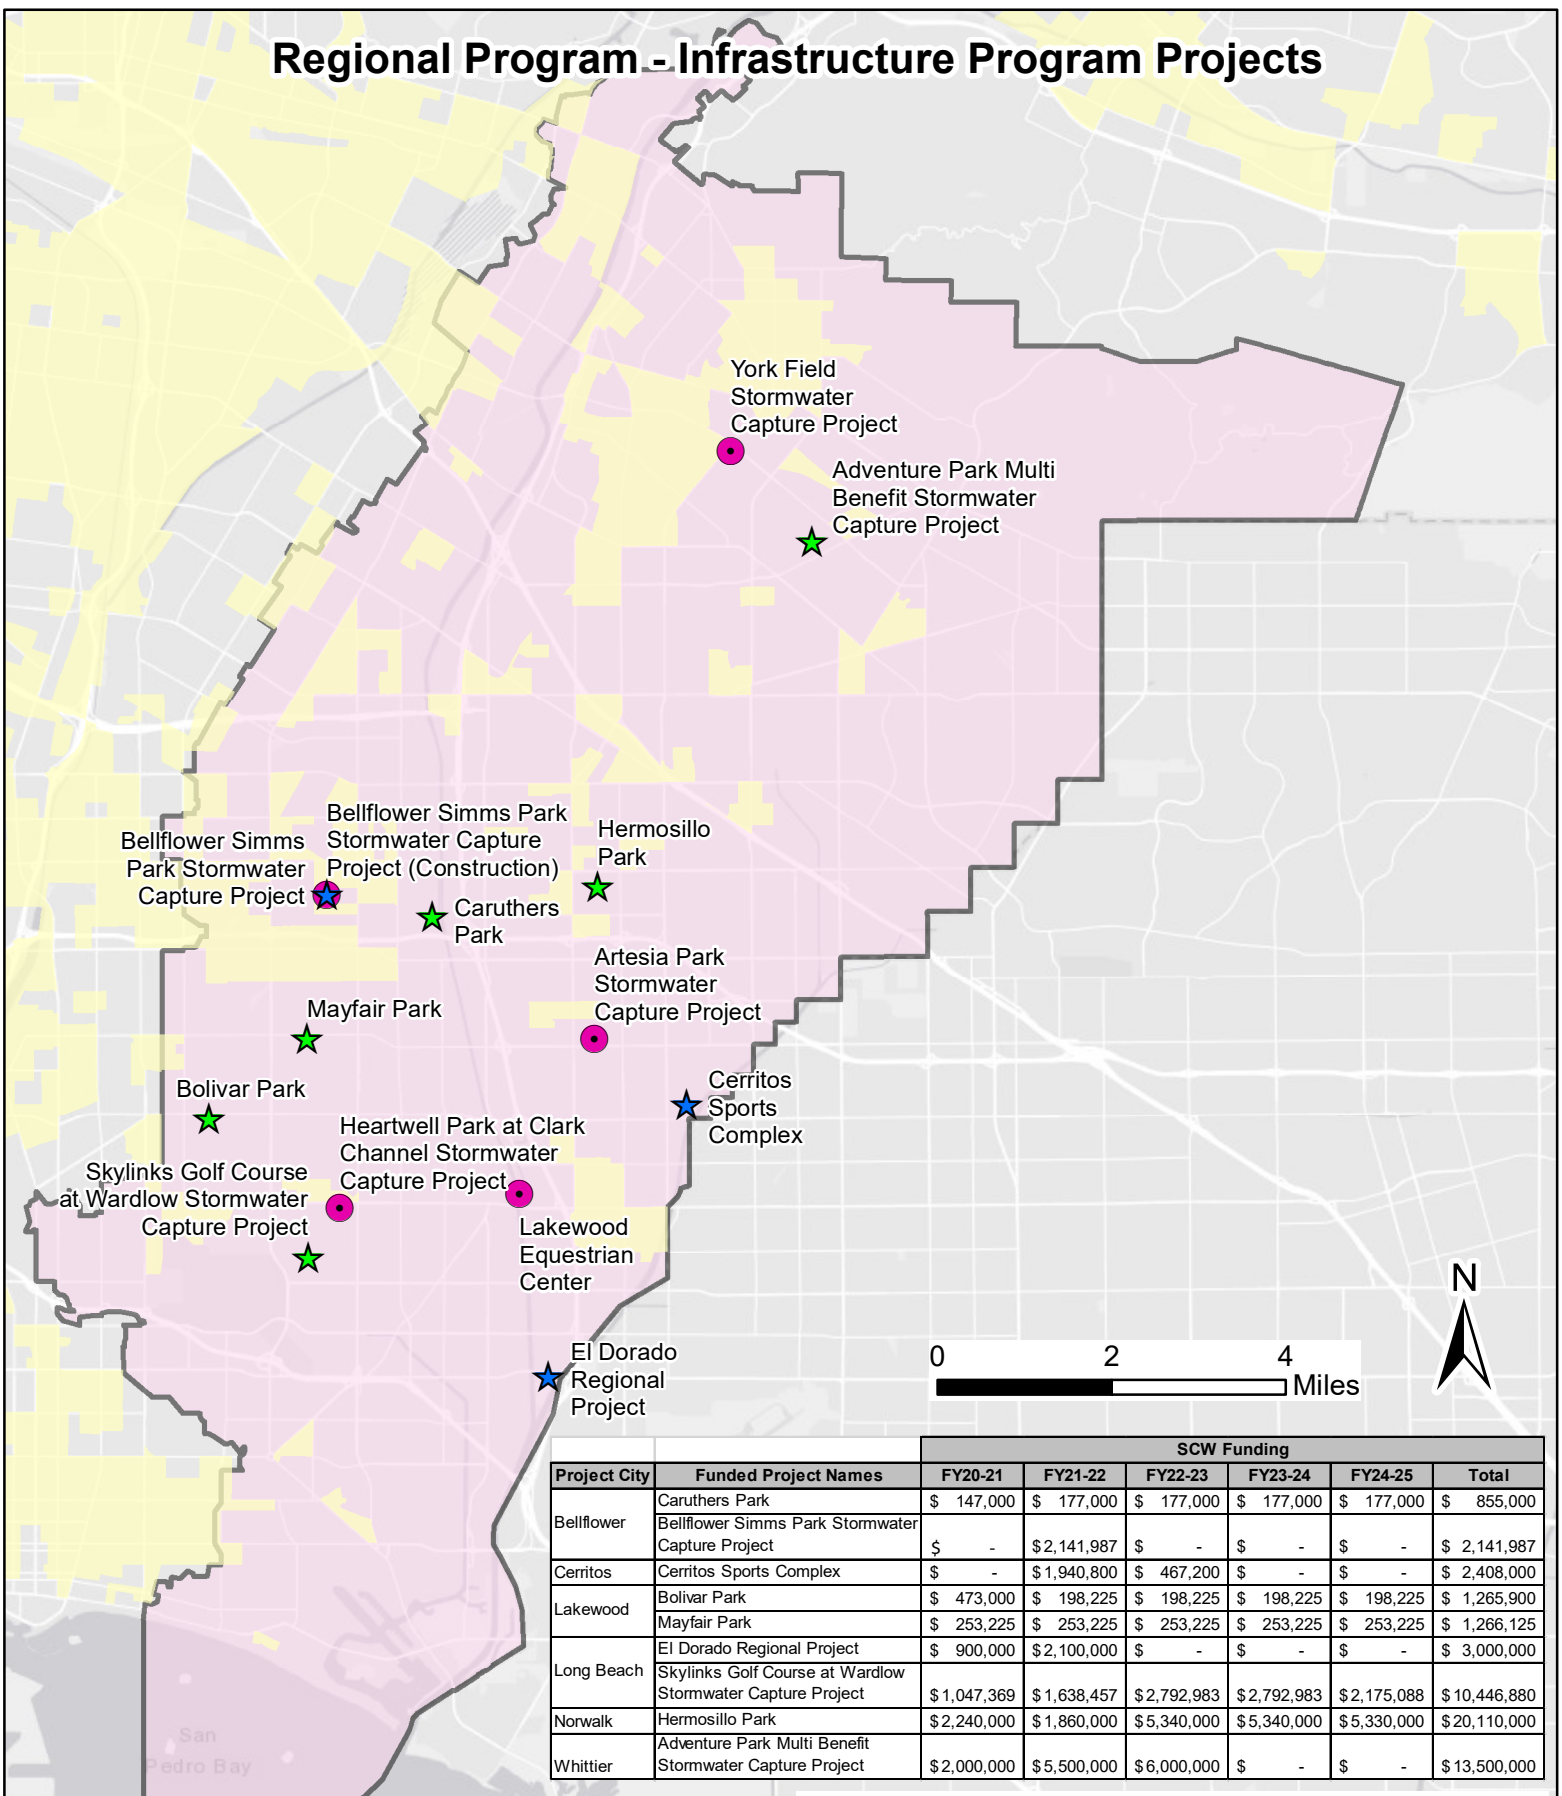 Regional Program - Infrastructure Program Projects
York Field
Stormwater
Capture Project
Adventure Park Multi
Benefit Stormwater
Capture Project
Bellflower Simms
Park Stormwater
Capture Project
Bellflower Simms Park
Stormwater Capture
Project (Construction)
Hermosillo
Park
Caruthers
Park
Artesia Park
Stormwater
Capture Project
Mayfair Park
Bolivar Park
Cerritos
Sports
Complex
Heartwell Park at Clark
Channel Stormwater
Capture Project
Skylinks Golf Course
at Wardlow Stormwater
Capture Project
Lakewood
Equestrian
Center
N
El Dorado
Regional
Project
0 2 4
Miles
SCW Funding
Project City Funded Project Names FY20-21 FY21-22 FY22-23 FY23-24 FY24-25 Total
Bellflower
Caruthers Park $ 147,000 $ 177,000 $ 177,000 $ 177,000 $ 177,000 $ 855,000
Bellflower Simms Park Stormwater
Capture Project $ - $2,141,987 $ - $ - $ - $ 2,141,987
Cerritos Cerritos Sports Complex $ - $1,940,800 $ 467,200 $ - $ - $ 2,408,000
Lakewood
Bolivar Park $ 473,000 $ 198,225 $ 198,225 $ 198,225 $ 198,225 $ 1,265,900
Mayfair Park $ 253,225 $ 253,225 $ 253,225 $ 253,225 $ 253,225 $ 1,266,125
Long Beach
El Dorado Regional Project $ 900,000 $2,100,000 $ - $ - $ - $ 3,000,000
Skylinks Golf Course at Wardlow
Stormwater Capture Project $1,047,369 $1,638,457 $2,792,983 $2,792,983 $2,175,088 $10,446,880
Norwalk Hermosillo Park $2,240,000 $1,860,000 $5,340,000 $5,340,000 $5,330,000 $20,110,000
Adventure Park Multi Benefit
Whittier Stormwater Capture Project $2,000,000 $5,500,000 $6,000,000 $ - $ - $13,500,000
San
Pedro Bay